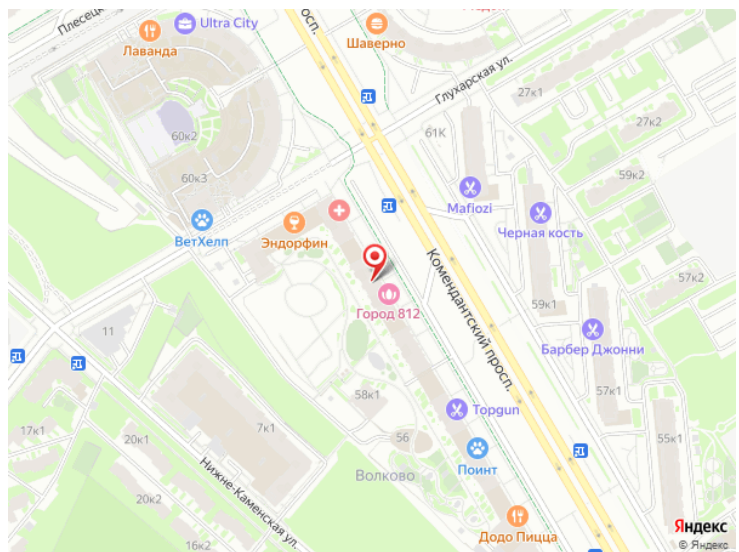 Плесец
Ultra City
Лаванда
просп.
Шаверно
Глухарская ул.
27к1
27к2
60к2
61К
59к2
60к3
Mafiozi
ВетХелп
Эндорфин
Черная кость
57к2
Комендантский просп.
59к1
Город 812
11
Барбер Джонни
58к1
57к1
Topgun
17к1
7к1
20к1
56
55к1
Поинт
Волково
Нижне-Каменская ул.
20к2
Додо Пицца
16к2
Яндекс
© Яндекс